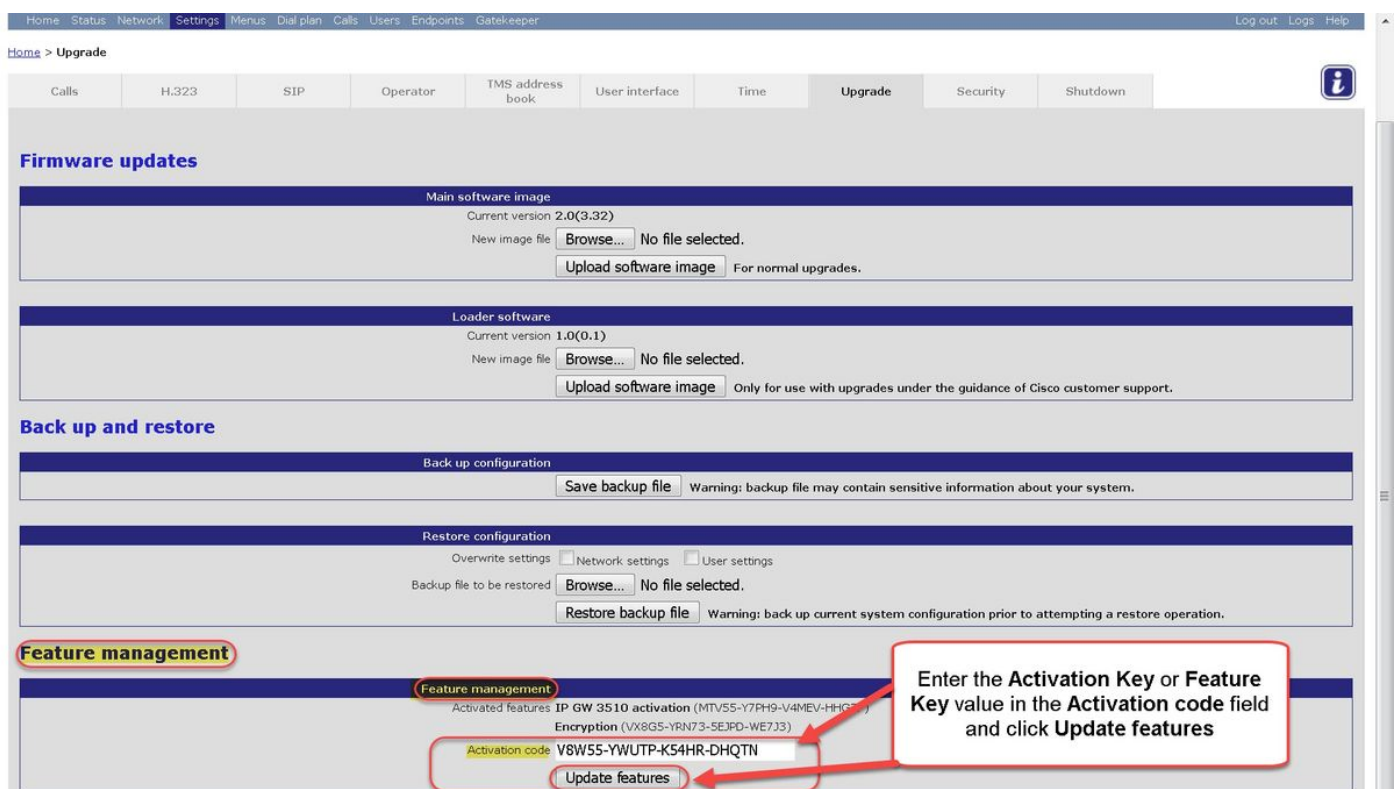 Home Status Network Settings Menus Dial plan Calls Users Endpoints Gatekeeper Log out Logs Help
Home > Upgrade
Calls H.323 SIP Operator TMS address book User interface Time Upgrade Security Shutdown
i
Firmware updates
Main software image
Current version 2.0(3.32)
New image file Browse... No file selected.
Upload software image For normal upgrades.
Loader software
Current version 1.0(0.1)
New image file Browse... No file selected.
Upload software image Only for use with upgrades under the guidance of Cisco customer support.
Back up and restore
Back up configuration
Save backup file Warning: backup file may contain sensitive information about your system.
Restore configuration
Overwrite settings Network settings User settings
Backup file to be restored Browse... No file selected.
Restore backup file Warning: back up current system configuration prior to attempting a restore operation.
Feature management
Feature management
Activated features IP GW 3510 activation
Encryption (VX8G5-YRN73-5EJPD-WE7J3)
Activation code V8W55-YWUTP-K54HR-DHQTN
Update features
Enter the Activation Key or Feature
Key value in the Activation code field
and click Update features